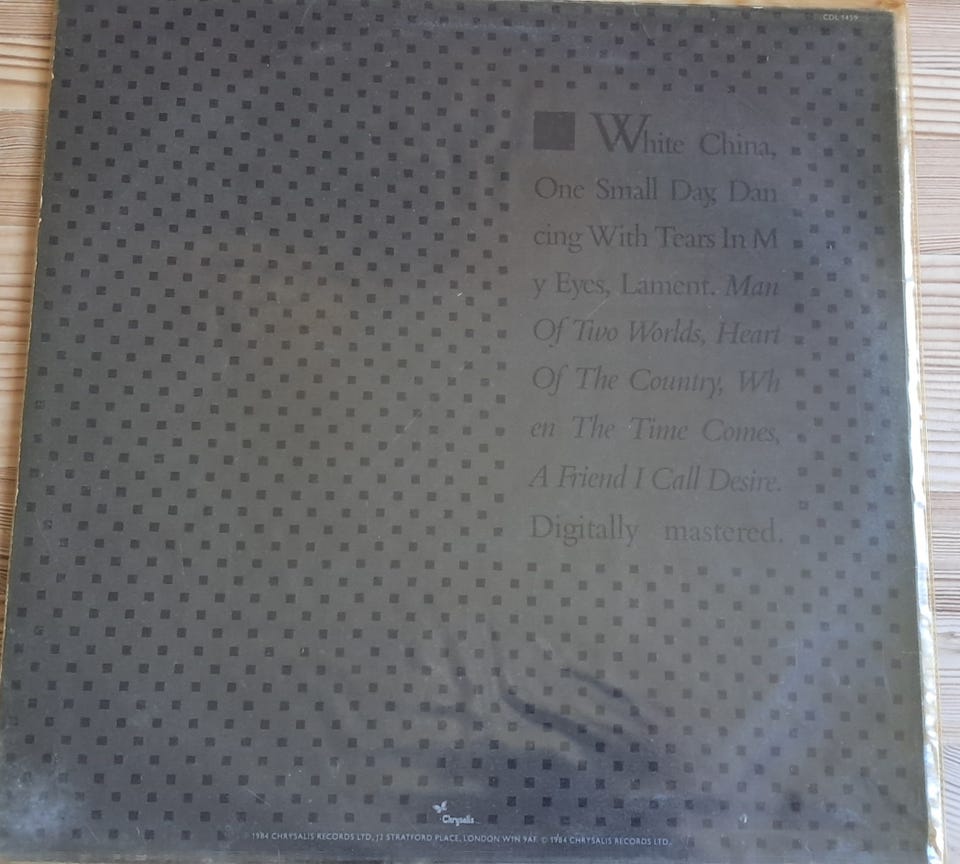 CDL 1459
White China,
One Small Day, Dan
cing With Tears In M
y Eyes, Lament. Man
Of Two Worlds, Heart
Of The Country, Wh
en The Time Comes,
A Friend I Call Desire.
Digitally mastered.
Chrysalis
℗ 1984 CHRYSALIS RECORDS LTD, 12 STRATFORD PLACE, LONDON W1N 9AF. © 1984 CHRYSALIS RECORDS LTD.